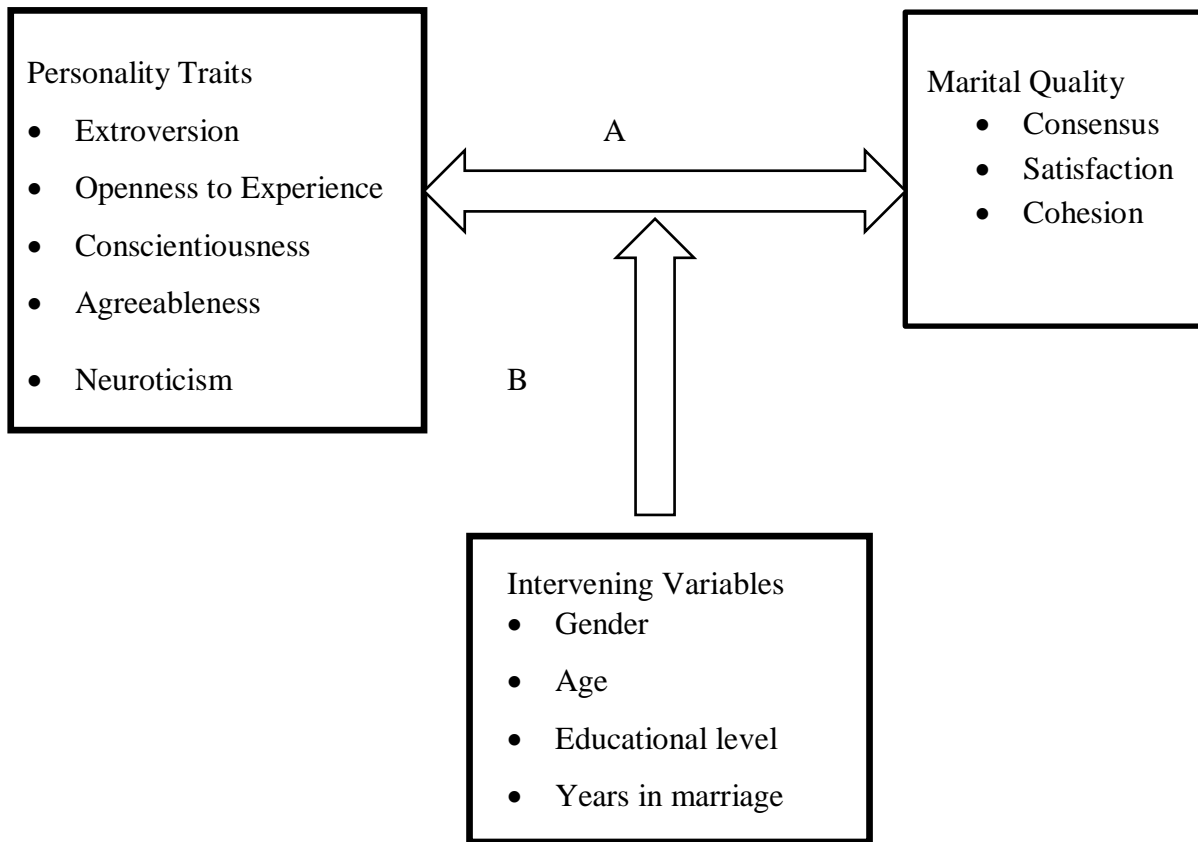 Personality Traits
• Extroversion
• Openness to Experience
• Conscientiousness
• Agreeableness
• Neuroticism
A
Marital Quality
• Consensus
• Satisfaction
• Cohesion
B
Intervening Variables
• Gender
• Age
• Educational level
• Years in marriage